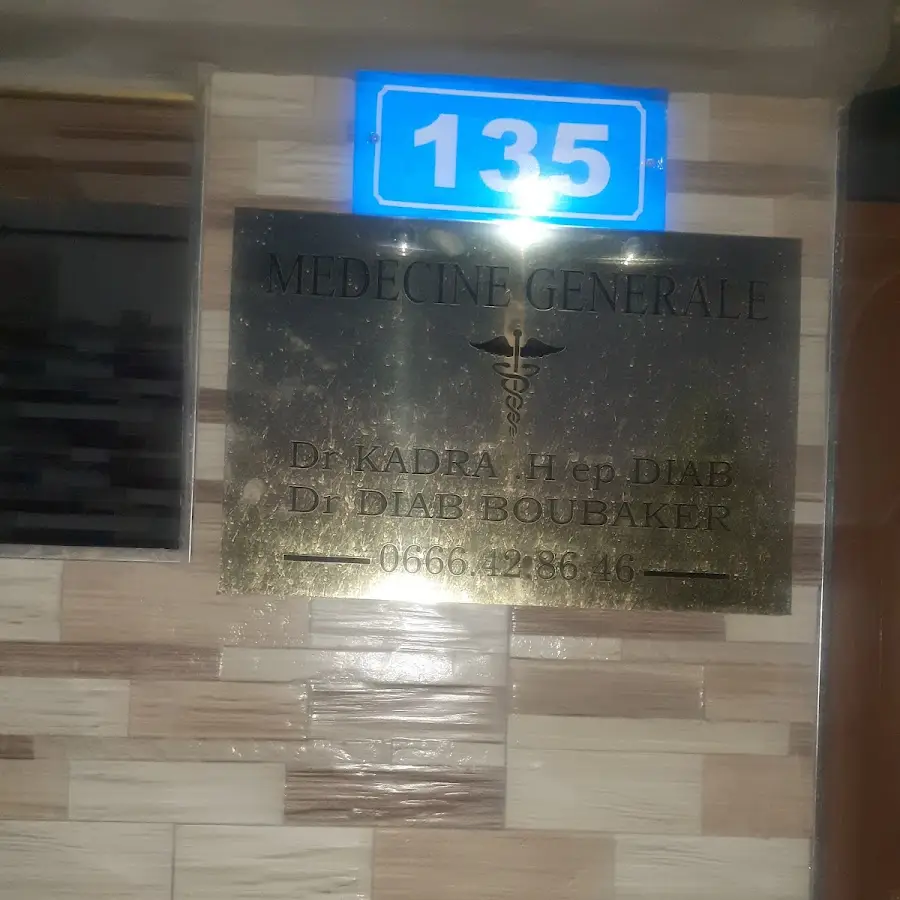 135
MEDECINE GENERALE
Dr KADRA .H ep DIAB
Dr DIAB BOUBAKER
0666.42.86.46